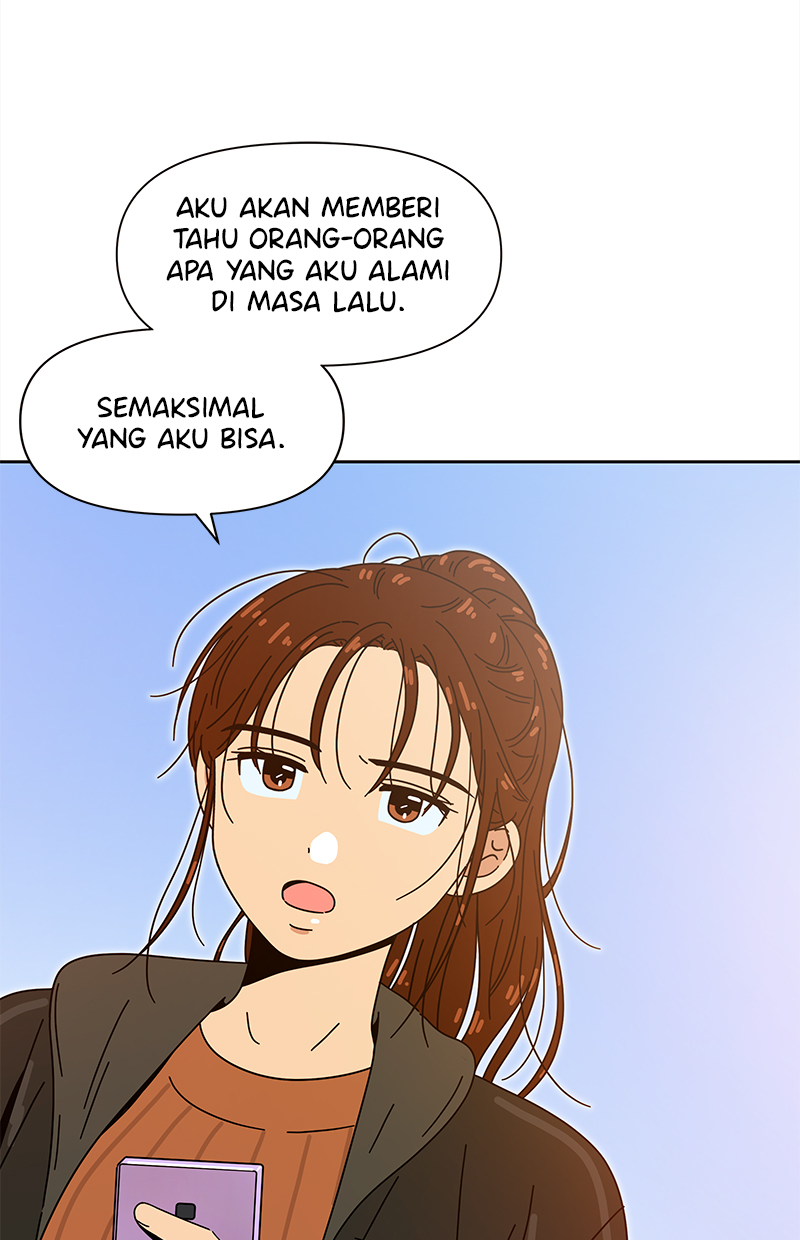 AKU AKAN MEMBERI
TAHU ORANG-ORANG
APA YANG AKU ALAMI
DI MASA LALU.
SEMAKSIMAL
YANG AKU BISA.